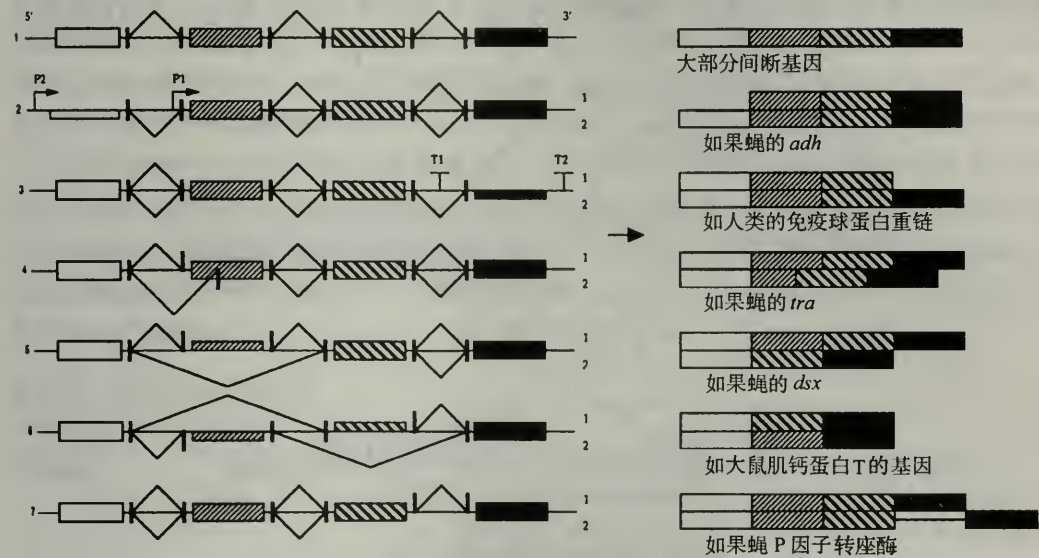 5′ 3′
1
大部分间断基因
P2 P1
2 1
2
如果蝇的 adh
T1 T2
3 1
2
如人类的免疫球蛋白重链
4 1
2
如果蝇的 tra
5 1
2
如果蝇的 dsx
6 1
2
如大鼠肌钙蛋白T的基因
7 1
2
如果蝇 P 因子转座酶